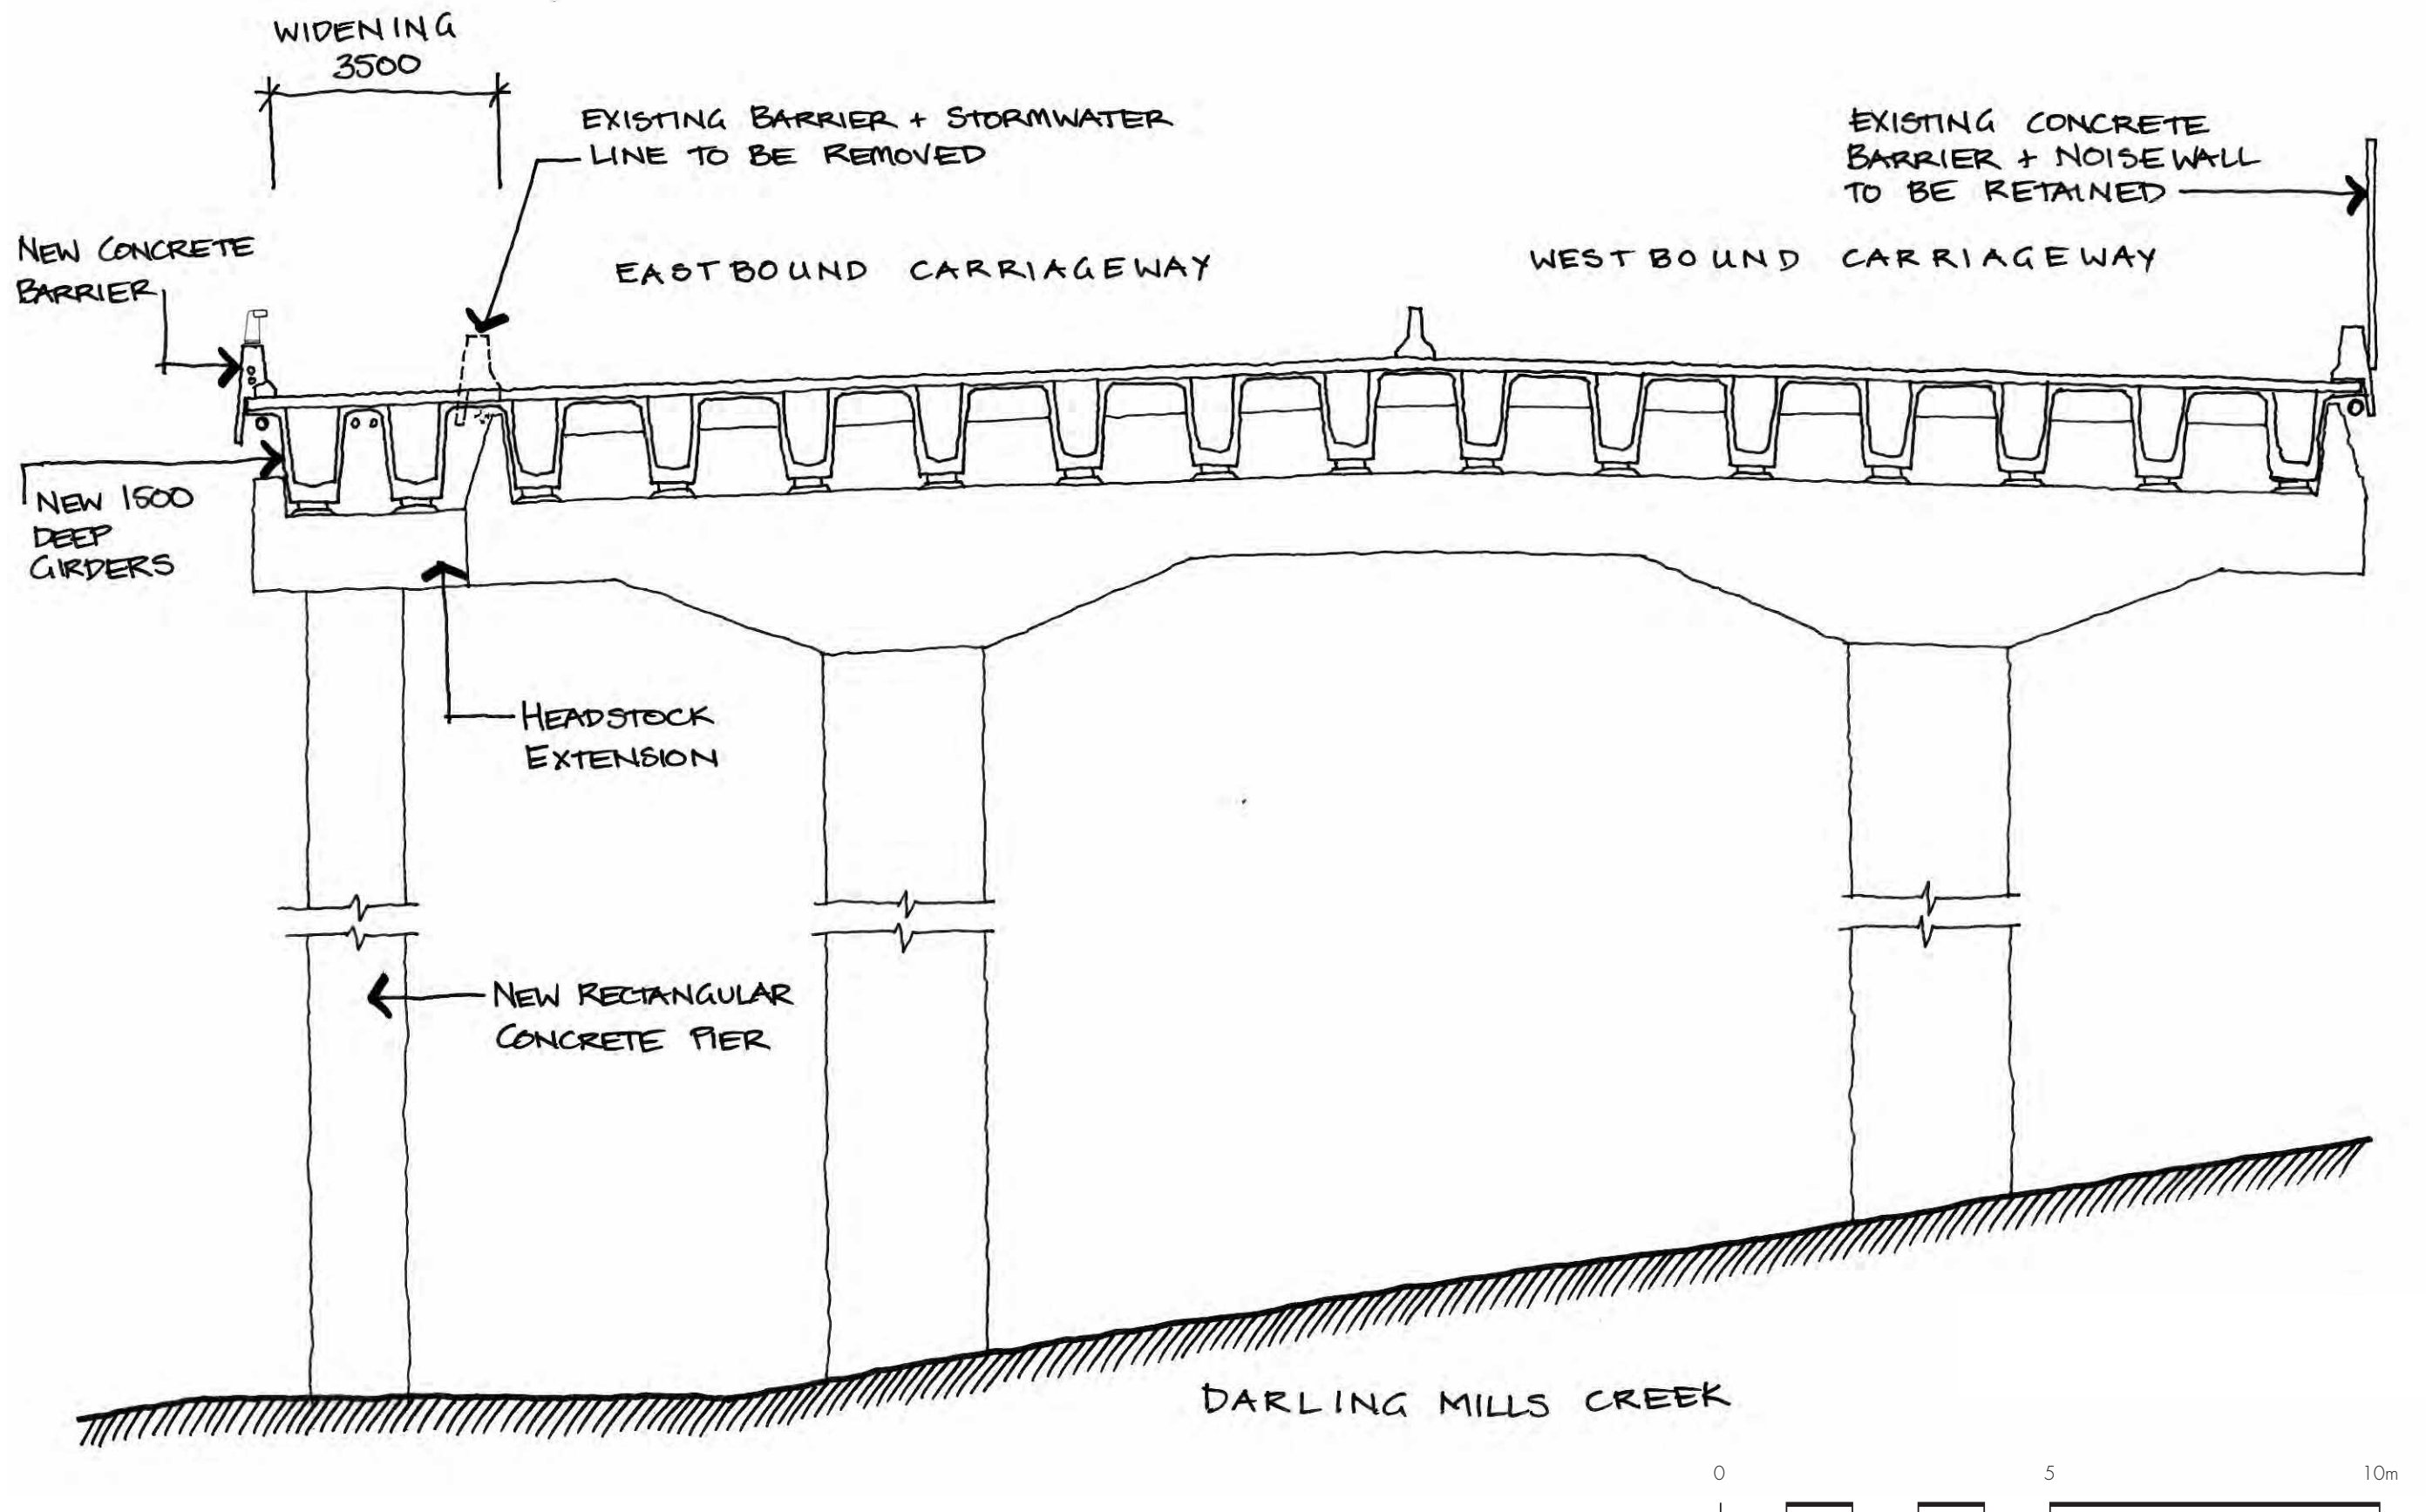 WIDENING
3500
EXISTING BARRIER + STORMWATER
LINE TO BE REMOVED
EXISTING CONCRETE
BARRIER + NOISEWALL
TO BE RETAINED
NEW CONCRETE
BARRIER
EASTBOUND CARRIAGEWAY
WESTBOUND CARRIAGEWAY
NEW 1500
DEEP
GIRDERS
HEADSTOCK
EXTENSION
NEW RECTANGULAR
CONCRETE PIER
DARLING MILLS CREEK
0 5 10m